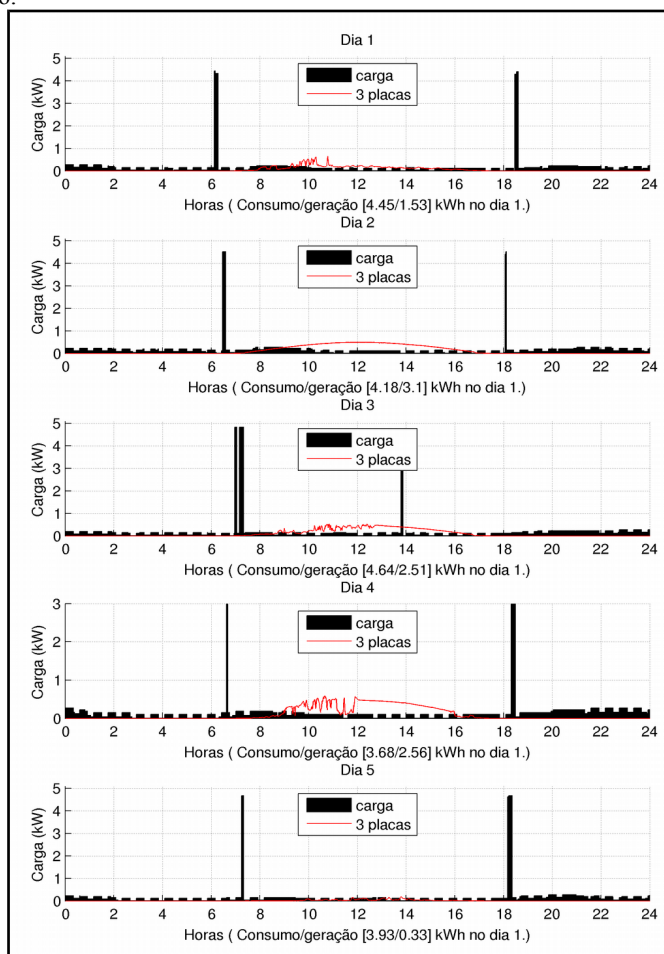 Dia 1
Carga (kW)
5
4
3
2
1
0
carga
3 placas
0 2 4 6 8 10 12 14 16 18 20 22 24
Horas ( Consumo/geração [4.45/1.53] kWh no dia 1.)
Dia 2
Carga (kW)
5
4
3
2
1
0
carga
3 placas
0 2 4 6 8 10 12 14 16 18 20 22 24
Horas ( Consumo/geração [4.18/3.1] kWh no dia 1.)
Dia 3
Carga (kW)
5
4
3
2
1
0
carga
3 placas
0 2 4 6 8 10 12 14 16 18 20 22 24
Horas ( Consumo/geração [4.64/2.51] kWh no dia 1.)
Dia 4
Carga (kW)
3
2
1
0
carga
3 placas
0 2 4 6 8 10 12 14 16 18 20 22 24
Horas ( Consumo/geração [3.68/2.56] kWh no dia 1.)
Dia 5
Carga (kW)
5
4
3
2
1
0
carga
3 placas
0 2 4 6 8 10 12 14 16 18 20 22 24
Horas ( Consumo/geração [3.93/0.33] kWh no dia 1.)